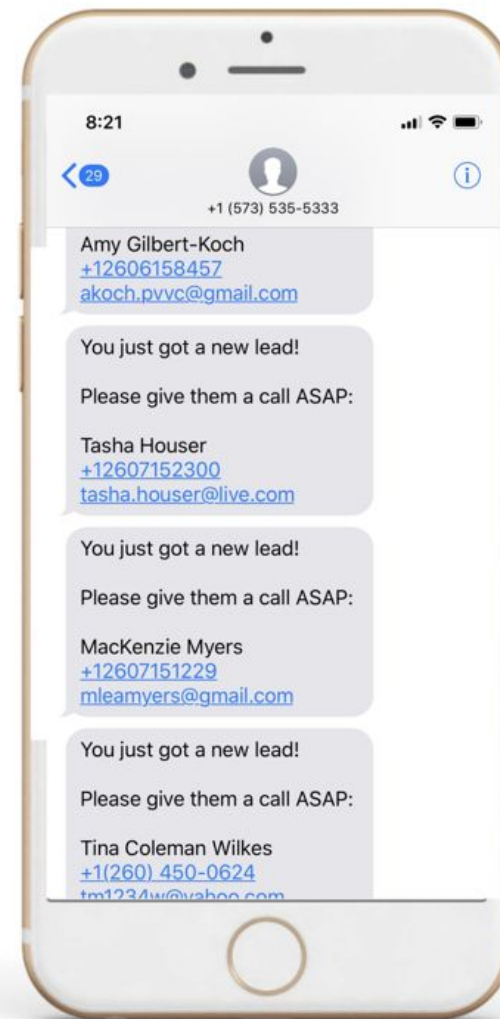 8:21
29
+1 (573) 535-5333
Amy Gilbert-Koch
+12606158457
akoch.pvvc@gmail.com
You just got a new lead!
Please give them a call ASAP:
Tasha Houser
+12607152300
tasha.houser@live.com
You just got a new lead!
Please give them a call ASAP:
MacKenzie Myers
+12607151229
mleamyers@gmail.com
You just got a new lead!
Please give them a call ASAP:
Tina Coleman Wilkes
+1(260) 450-0624
tm1234w@yahoo.com